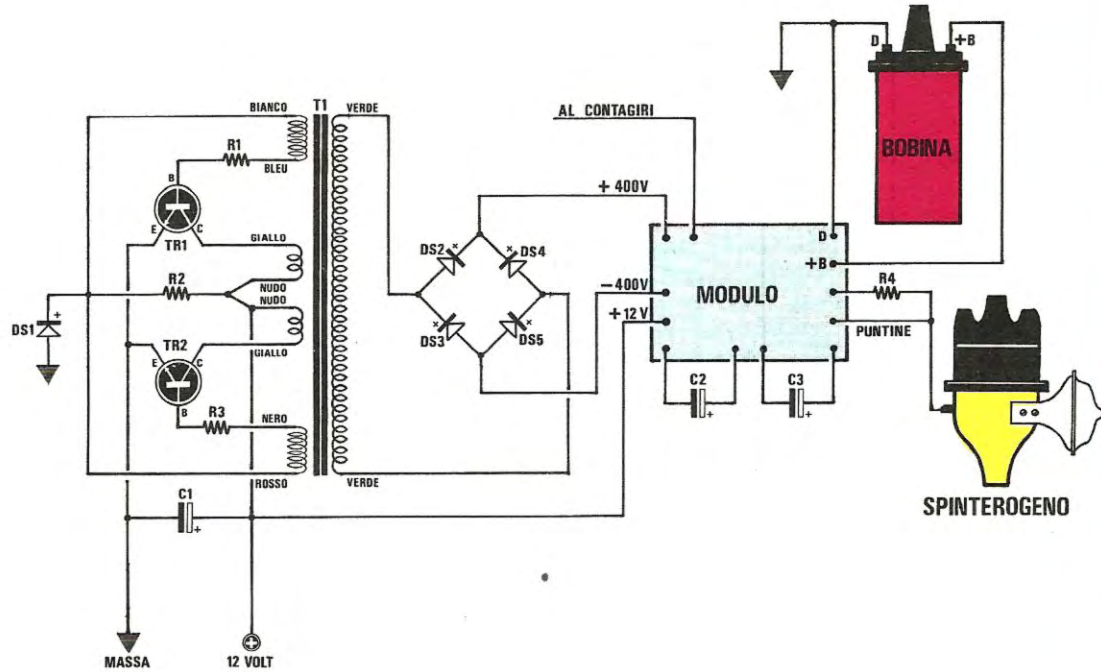 D
+B
BOBINA
BIANCO
T1
VERDE
R1
BLEU
B
E
C
TR1
GIALLO
R2
NUDO
NUDO
DS1
+
TR2
E
C
GIALLO
B
R3
NERO
ROSSO
VERDE
C1
+
MASSA
12 VOLT
AL CONTAGIRI
+ 400V
DS2
DS4
DS3
DS5
- 400V
+ 12 V
MODULO
D
+B
R4
PUNTINE
C2
+
C3
+
SPINTEROGENO